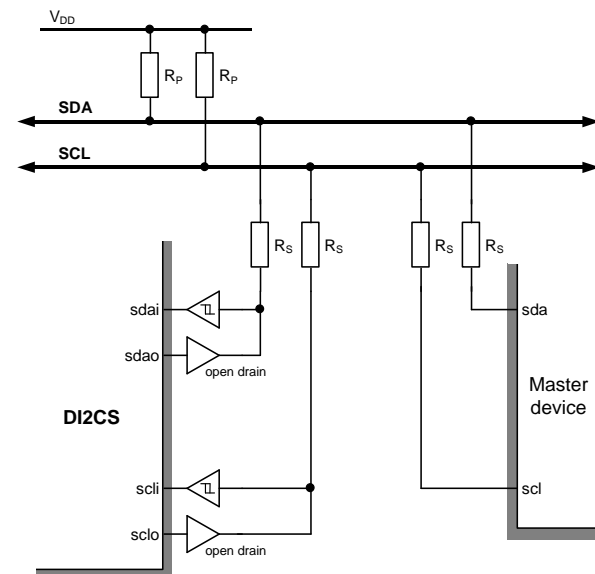 VDD
RP RP
SDA
SCL
RS RS RS RS
sdai sda
sdao
open drain
Master
device
DI2CS
scli scl
sclo
open drain